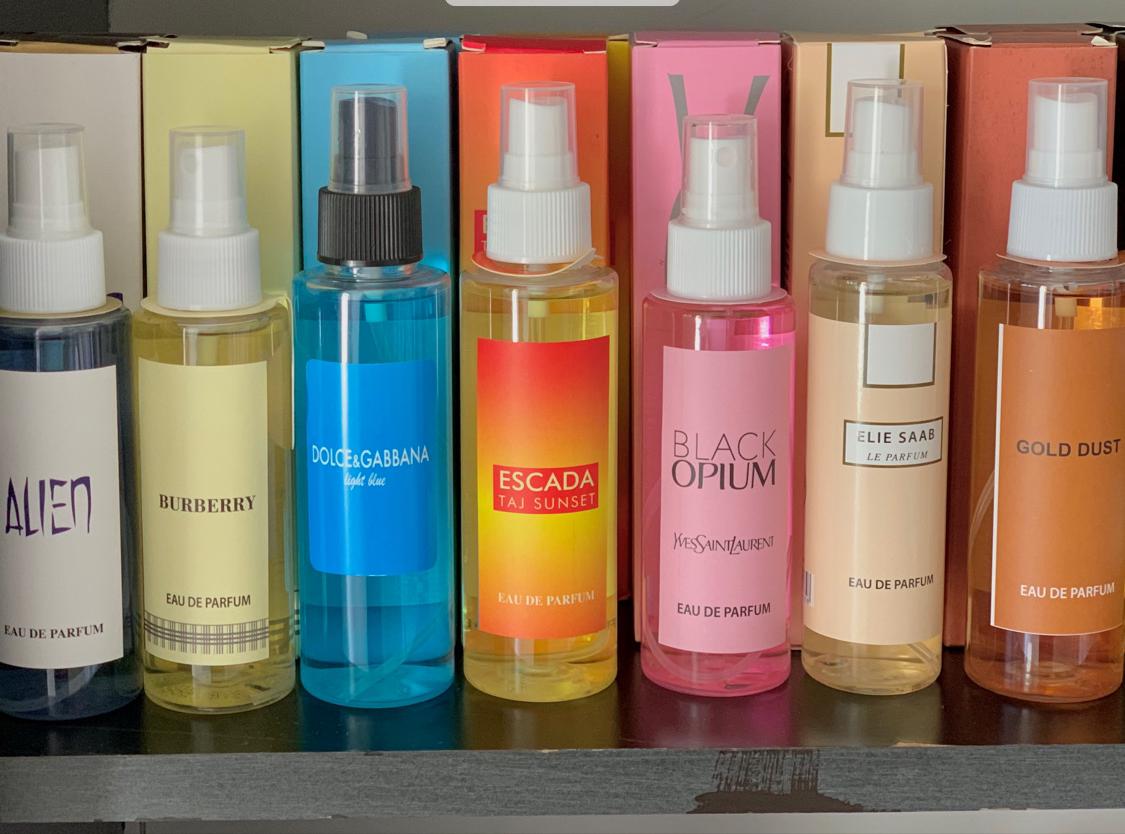 ALIEN
EAU DE PARFUM
BURBERRY
EAU DE PARFUM
DOLCE&GABBANA
light blue
ESCADA
TAJ SUNSET
EAU DE PARFUM
BLACK
OPIUM
YVESSAINTLAURENT
EAU DE PARFUM
ELIE SAAB
LE PARFUM
EAU DE PARFUM
GOLD DUST
EAU DE PARFUM